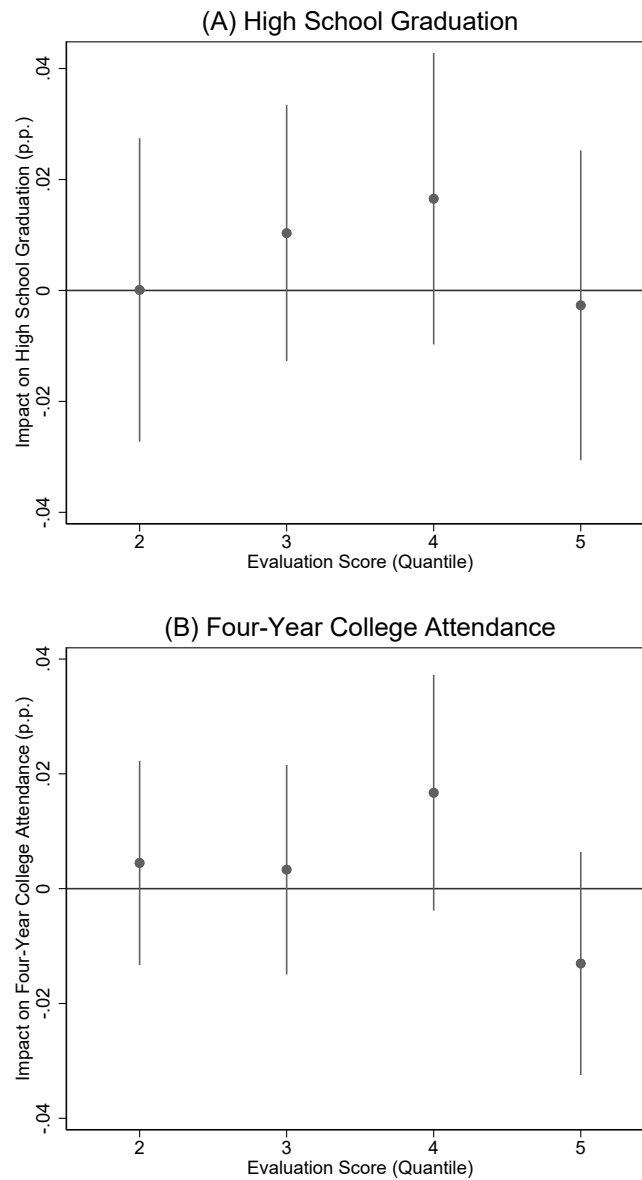 (A) High School Graduation
Impact on High School Graduation (p.p.)
.04
.02
0
-.02
-.04
2 3 4 5
Evaluation Score (Quantile)
(B) Four-Year College Attendance
Impact on Four-Year College Attendance (p.p.)
.04
.02
0
-.02
-.04
2 3 4 5
Evaluation Score (Quantile)